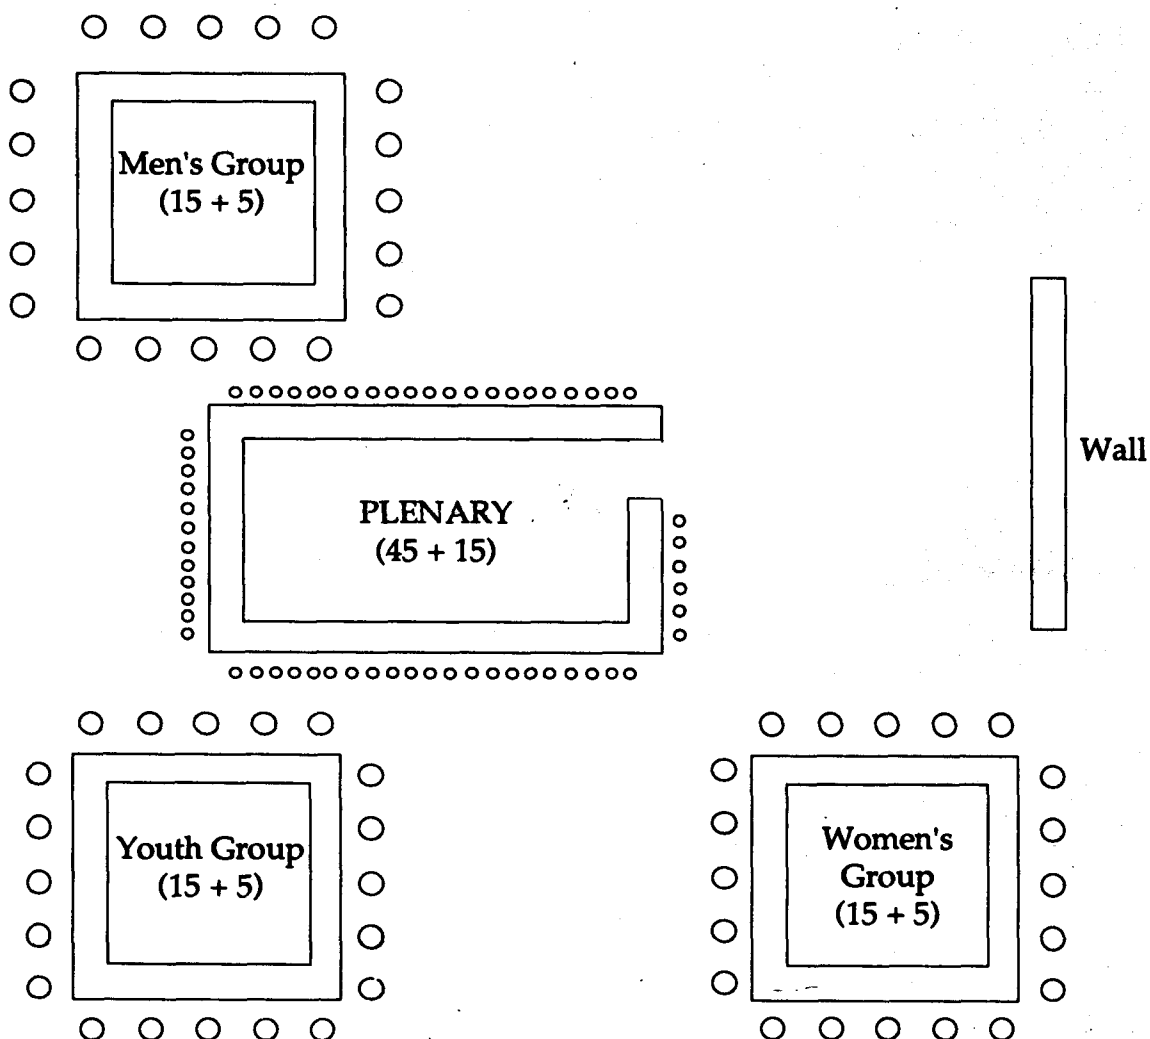 Men's Group
(15 + 5)
Wall
PLENARY
(45 + 15)
Youth Group
(15 + 5)
Women's
Group
(15 + 5)